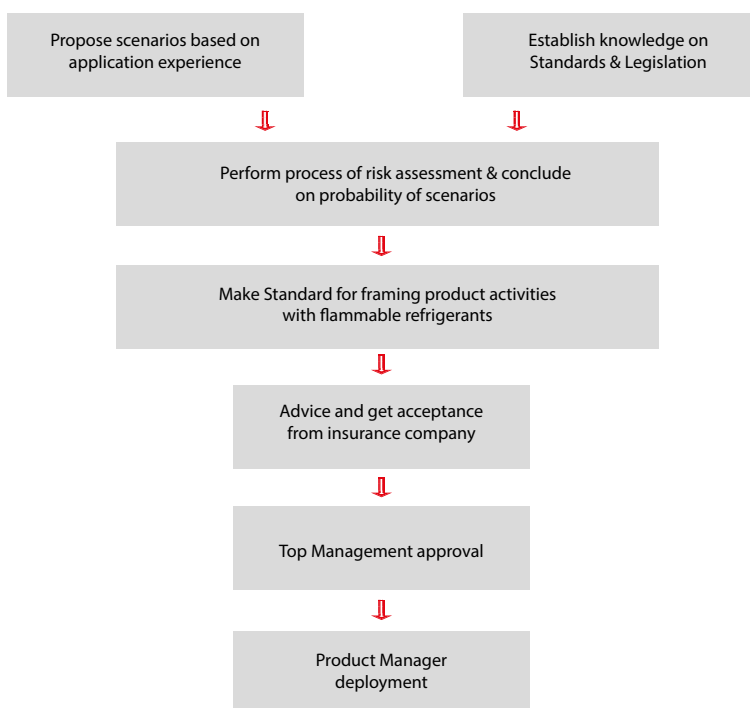 Propose scenarios based on
application experience
Establish knowledge on
Standards & Legislation
Perform process of risk assessment & conclude
on probability of scenarios
Make Standard for framing product activities
with flammable refrigerants
Advice and get acceptance
from insurance company
Top Management approval
Product Manager
deployment